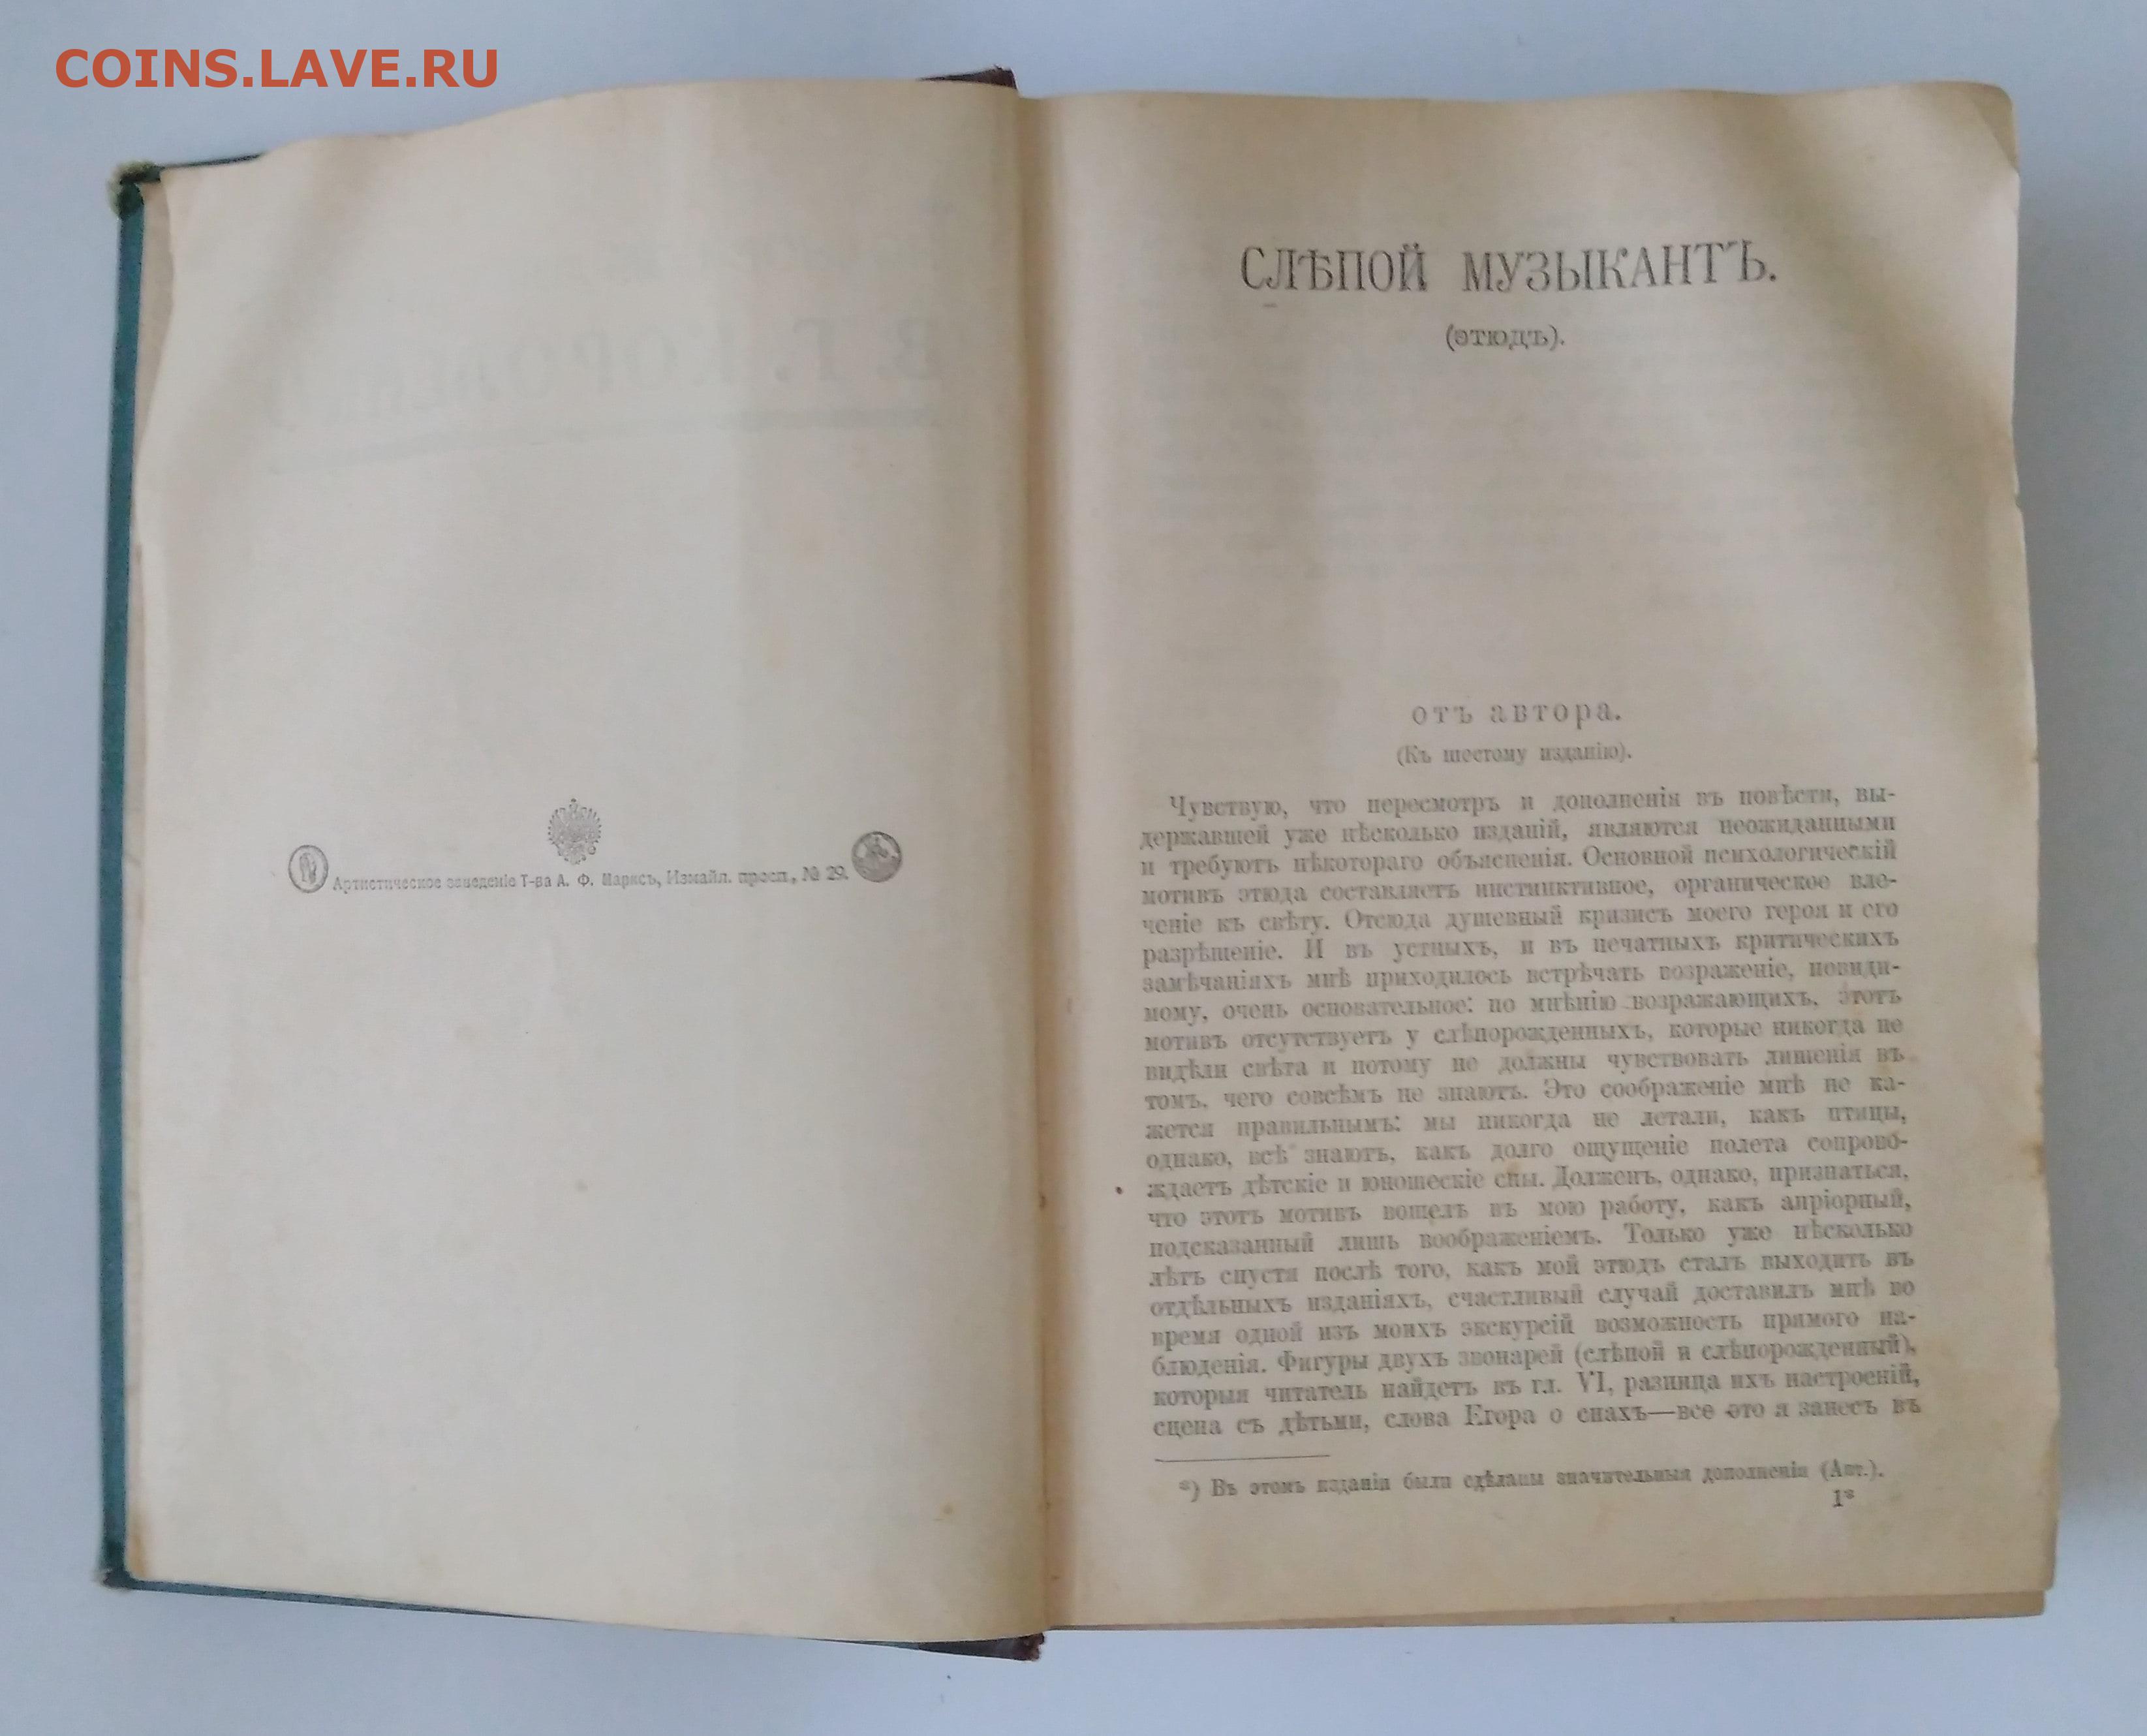 COINS.LAVE.RU
Артистическое заведеніе Т-ва А. Ф. Марксъ, Измайл. просп., № 29.
СЛѢПОЙ МУЗЫКАНТЪ.
(этюдъ).
отъ автора.
(Къ шестому изданію).
Чувствую, что пересмотръ и дополненія въ повѣсти, вы-
державшей уже нѣсколько изданій, являются неожиданными
и требуютъ нѣкотораго объясненія. Основной психологическій
мотивъ этюда составляетъ инстинктивное, органическое вле-
ченіе къ свѣту. Отсюда душевный кризисъ моего героя и его
разрѣшеніе. И въ устныхъ, и въ печатныхъ критическихъ
замѣчаніяхъ мнѣ приходилось встрѣчать возраженіе, повиди-
мому, очень основательное: по мнѣнію возражающихъ, этотъ
мотивъ отсутствуетъ у слѣпорожденныхъ, которые никогда не
видѣли свѣта и потому не должны чувствовать лишенія въ
томъ, чего совсѣмъ не знаютъ. Это соображеніе мнѣ не ка-
жется правильнымъ: мы никогда не летали, какъ птицы,
однако, всѣ знаютъ, какъ долго ощущеніе полета сопрово-
ждаетъ дѣтскіе и юношескіе сны. Долженъ, однако, признаться,
что этотъ мотивъ вошелъ въ мою работу, какъ апріорный,
подсказанный лишь воображеніемъ. Только уже нѣсколько
лѣтъ спустя послѣ того, какъ мой этюдъ сталъ выходить въ
отдѣльныхъ изданіяхъ, счастливый случай доставилъ мнѣ во
время одной изъ моихъ экскурсій возможность прямого на-
блюденія. Фигуры двухъ звонарей (слѣпой и слѣпорожденный),
которыя читатель найдетъ въ гл. VI, разница ихъ настроеній,
сцена съ дѣтьми, слова Егора о снахъ—все это я занесъ въ
*) Въ этомъ изданіи были сдѣланы значительныя дополненія (Авт.).
1*